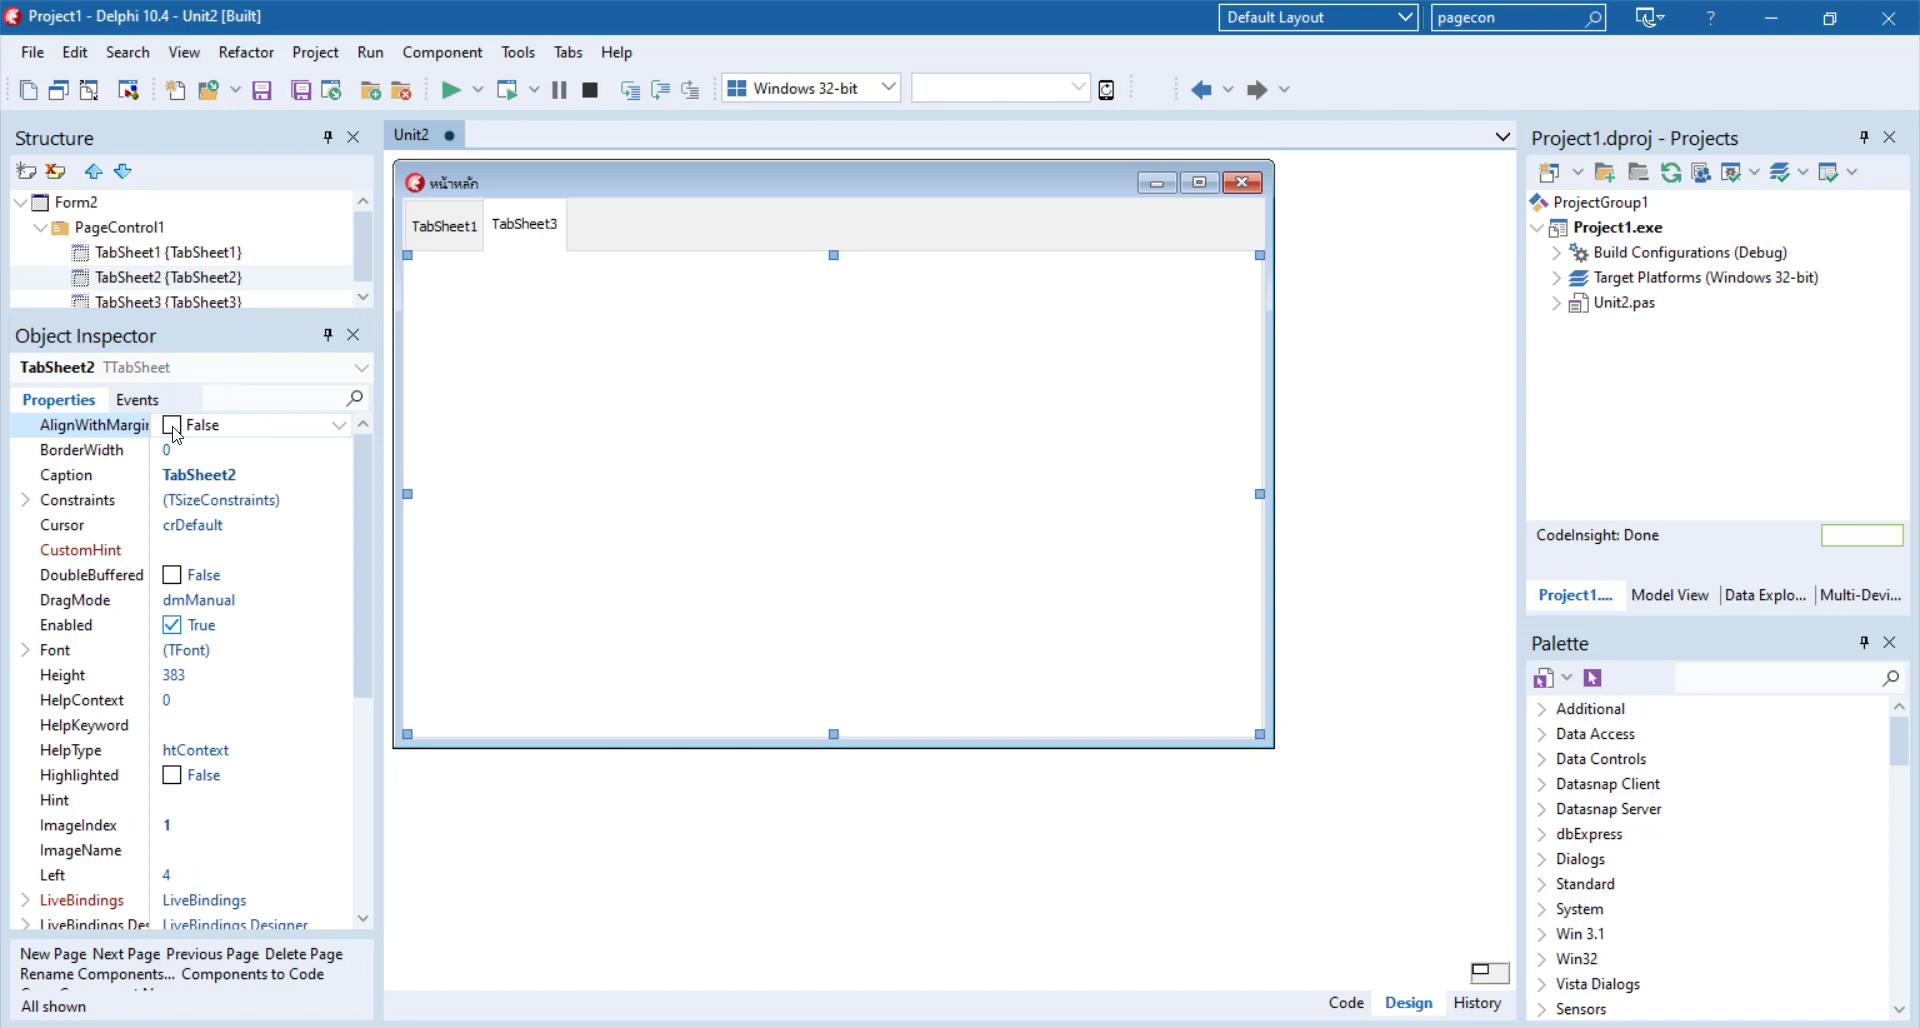 Project1 - Delphi 10.4 - Unit2 [Built]
Default Layout
pagecon
?
File Edit Search View Refactor Project Run Component Tools Tabs Help
Windows 32-bit
Structure
Form2
PageControl1
TabSheet1 {TabSheet1}
TabSheet2 {TabSheet2}
TabSheet3 {TabSheet3}
Object Inspector
TabSheet2 TTabSheet
Properties Events
AlignWithMargin False
BorderWidth 0
Caption TabSheet2
Constraints (TSizeConstraints)
Cursor crDefault
CustomHint
DoubleBuffered False
DragMode dmManual
Enabled True
Font (TFont)
Height 383
HelpContext 0
HelpKeyword
HelpType htContext
Highlighted False
Hint
ImageIndex 1
ImageName
Left 4
LiveBindings LiveBindings
LiveBindings Des LiveBindings Designer
New Page Next Page Previous Page Delete Page
Rename Components... Components to Code
All shown
Unit2
หน้าหลัก
TabSheet1 TabSheet3
Code Design History
Project1.dproj - Projects
ProjectGroup1
Project1.exe
Build Configurations (Debug)
Target Platforms (Windows 32-bit)
Unit2.pas
CodeInsight: Done
Project1.... Model View Data Explo... Multi-Devi...
Palette
Additional
Data Access
Data Controls
Datasnap Client
Datasnap Server
dbExpress
Dialogs
Standard
System
Win 3.1
Win32
Vista Dialogs
Sensors